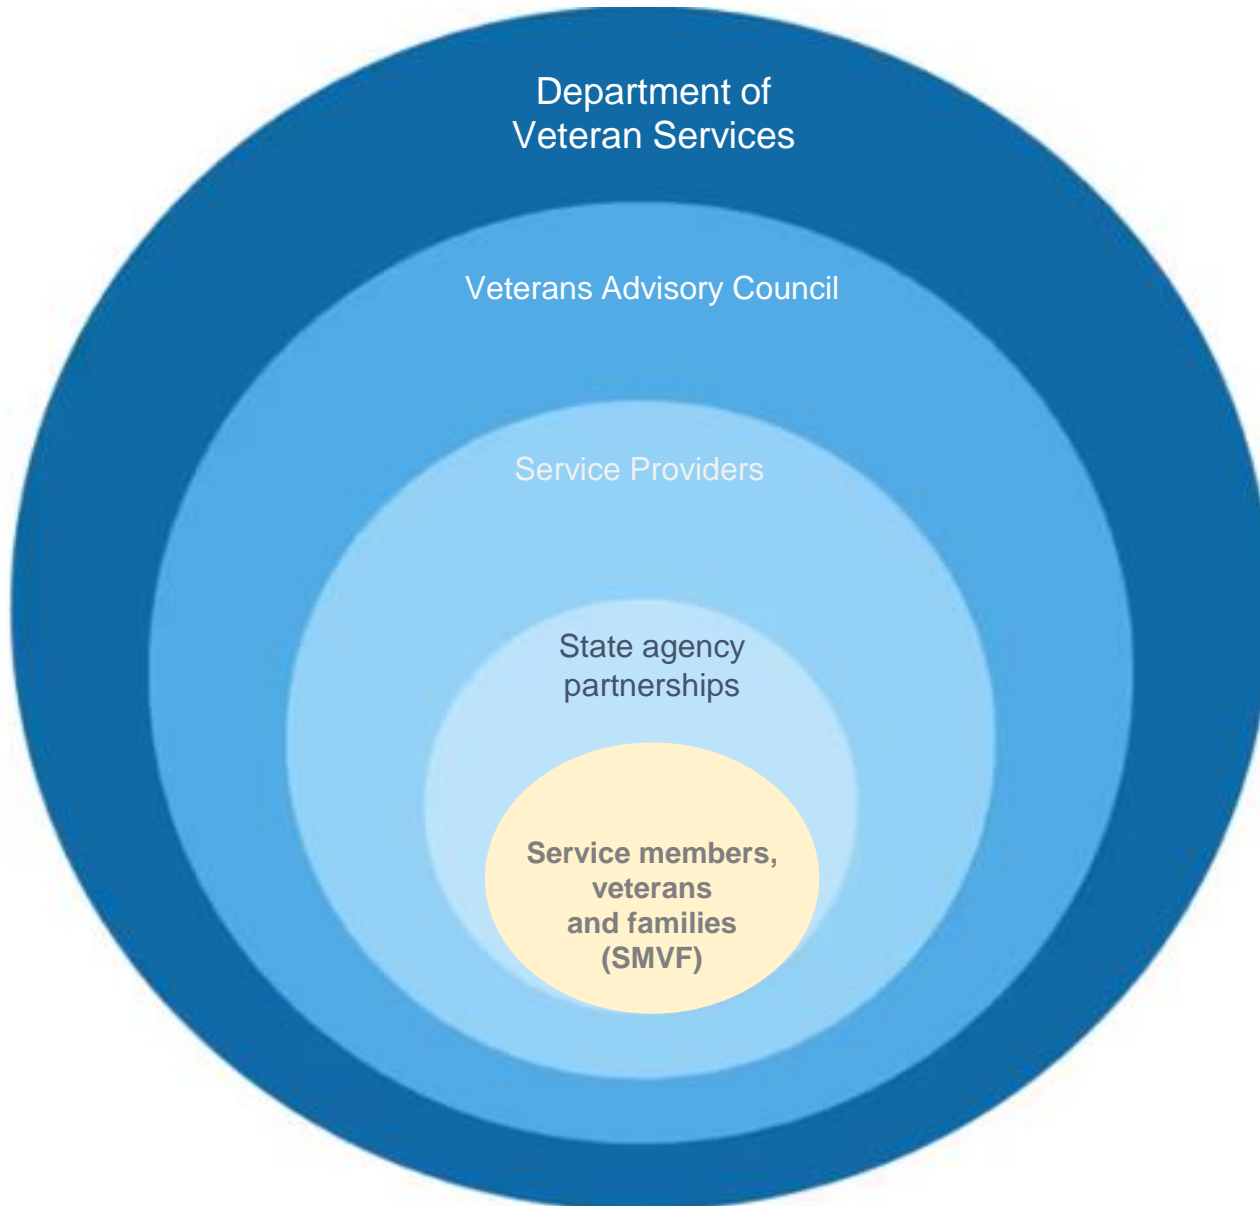 Department of
Veteran Services
Veterans Advisory Council
Service Providers
State agency
partnerships
Service members,
veterans
and families
(SMVF)